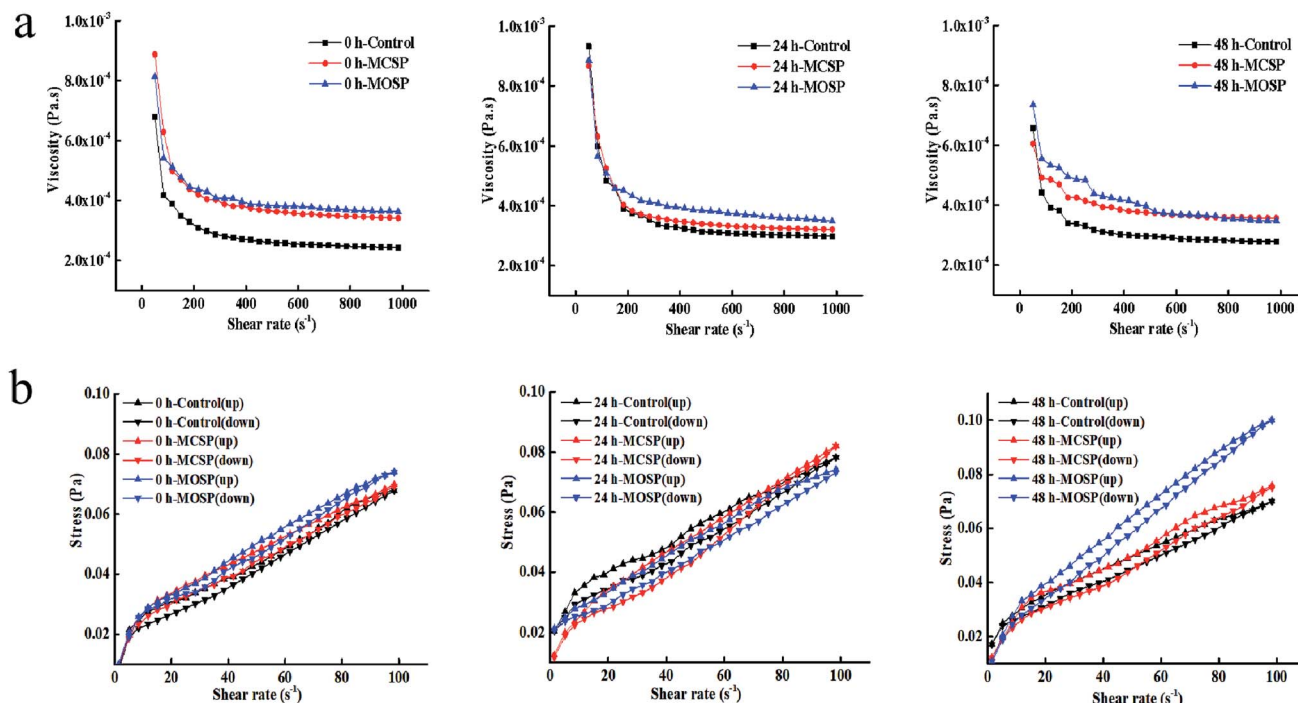 a
1.0x10⁻³
8.0x10⁻⁴
6.0x10⁻⁴
4.0x10⁻⁴
2.0x10⁻⁴
Viscosity (Pa.s)
0 h-Control
0 h-MCSP
0 h-MOSP
0 200 400 600 800 1000
Shear rate (s⁻¹)
1.0x10⁻³
8.0x10⁻⁴
6.0x10⁻⁴
4.0x10⁻⁴
2.0x10⁻⁴
Viscosity (Pa.s)
24 h-Control
24 h-MCSP
24 h-MOSP
0 200 400 600 800 1000
Shear rate (s⁻¹)
1.0x10⁻³
8.0x10⁻⁴
6.0x10⁻⁴
4.0x10⁻⁴
2.0x10⁻⁴
Viscosity (Pa.s)
48 h-Control
48 h-MCSP
48 h-MOSP
0 200 400 600 800 1000
Shear rate (s⁻¹)
b
0.10
0.08
0.06
0.04
0.02
Stress (Pa)
0 h-Control(up)
0 h-Control(down)
0 h-MCSP(up)
0 h-MCSP(down)
0 h-MOSP(up)
0 h-MOSP(down)
0 20 40 60 80 100
Shear rate (s⁻¹)
0.10
0.08
0.06
0.04
0.02
Stress (Pa)
24 h-Control(up)
24 h-Control(down)
24 h-MCSP(up)
24 h-MCSP(down)
24 h-MOSP(up)
24 h-MOSP(down)
0 20 40 60 80 100
Shear rate (s⁻¹)
0.10
0.08
0.06
0.04
0.02
Stress (Pa)
48 h-Control(up)
48 h-Control(down)
48 h-MCSP(up)
48 h-MCSP(down)
48 h-MOSP(up)
48 h-MOSP(down)
0 20 40 60 80 100
Shear rate (s⁻¹)